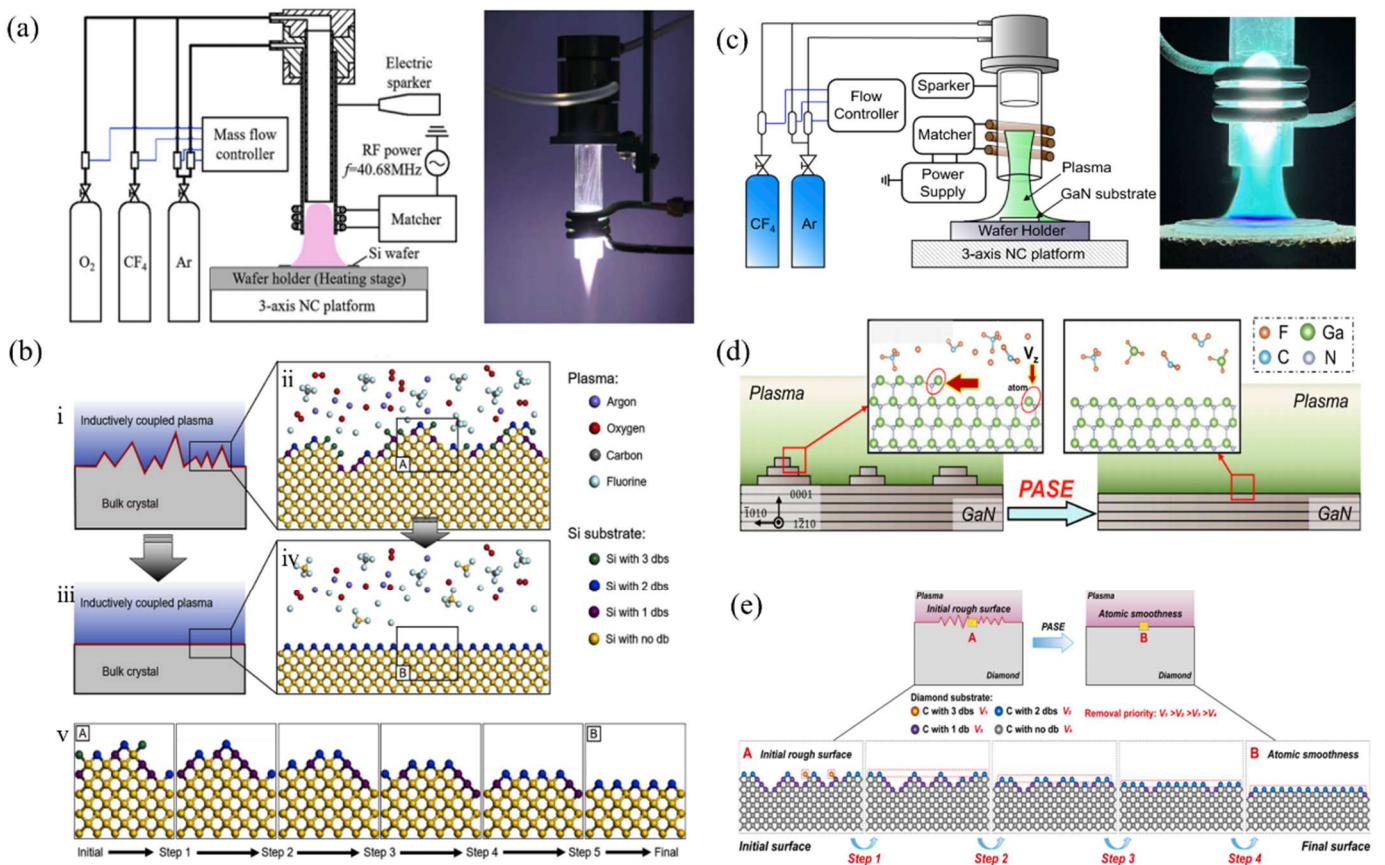 (a)
Electric
sparker
Mass flow
controller
RF power
f=40.68MHz
Matcher
O2
CF4
Ar
Si wafer
Wafer holder (Heating stage)
3-axis NC platform
(c)
Sparker
Flow
Controller
Matcher
Power
Supply
Plasma
GaN substrate
CF4
Ar
Wafer Holder
3-axis NC platform
(b)
i
Inductively coupled plasma
Bulk crystal
ii
A
Plasma:
Argon
Oxygen
Carbon
Fluorine
iii
Inductively coupled plasma
Bulk crystal
iv
B
Si substrate:
Si with 3 dbs
Si with 2 dbs
Si with 1 dbs
Si with no db
v
A
B
Initial
Step 1
Step 2
Step 3
Step 4
Step 5
Final
(d)
F
Ga
C
N
Vz
atom
Plasma
Plasma
0001
1̄010
1̄21̄0
GaN
PASE
GaN
(e)
Plasma
Initial rough surface
A
Diamond
PASE
Plasma
Atomic smoothness
B
Diamond
Diamond substrate:
C with 3 dbs V1
C with 2 dbs V2
C with 1 db V3
C with no db V4
Removal priority: V1 >V2 >V3 >V4
A Initial rough surface
B Atomic smoothness
Initial surface
Step 1
Step 2
Step 3
Step 4
Final surface